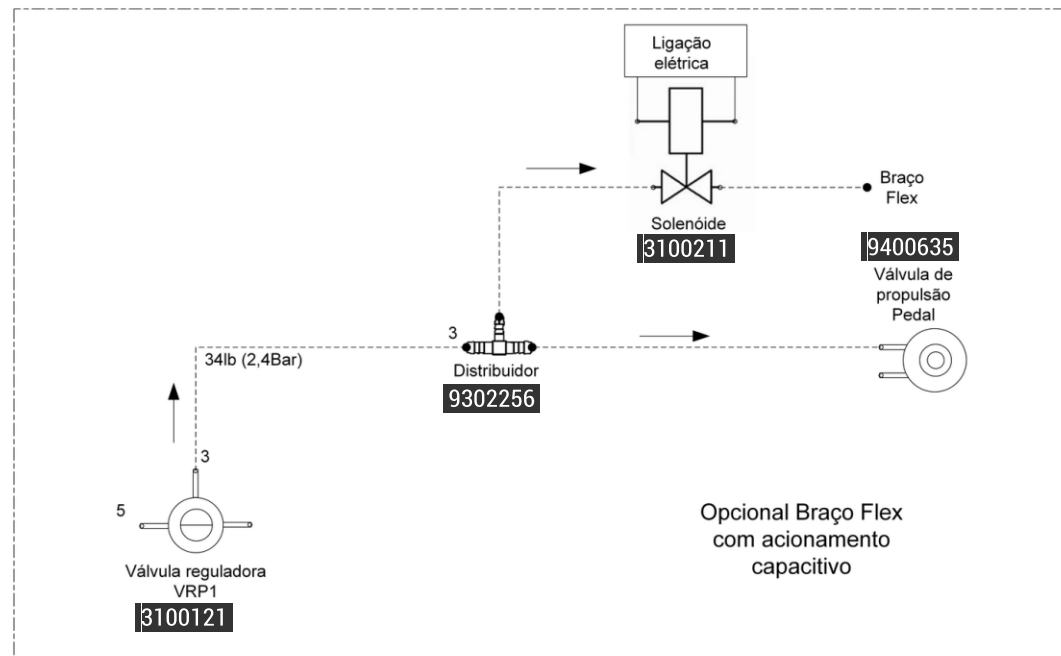 Ligação
elétrica
Braço
Flex
Solenóide
3100211
9400635
Válvula de
propulsão
Pedal
3
34lb (2,4Bar)
Distribuidor
9302256
3
5
Válvula reguladora
VRP1
3100121
Opcional Braço Flex
com acionamento
capacitivo